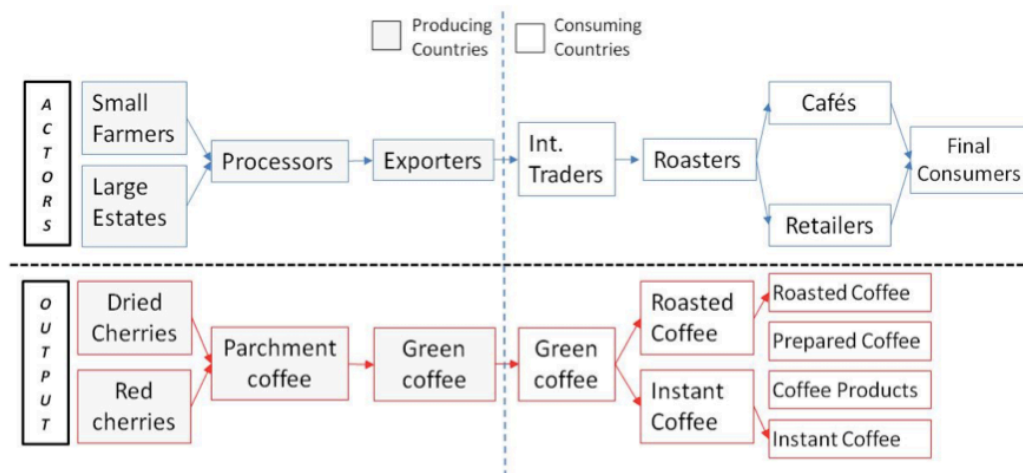 Producing
Countries
Consuming
Countries
ACTORS
Small
Farmers
Large
Estates
Processors
Exporters
Int.
Traders
Roasters
Cafés
Retailers
Final
Consumers
OUTPUT
Dried
Cherries
Red
cherries
Parchment
coffee
Green
coffee
Green
coffee
Roasted
Coffee
Instant
Coffee
Roasted Coffee
Prepared Coffee
Coffee Products
Instant Coffee